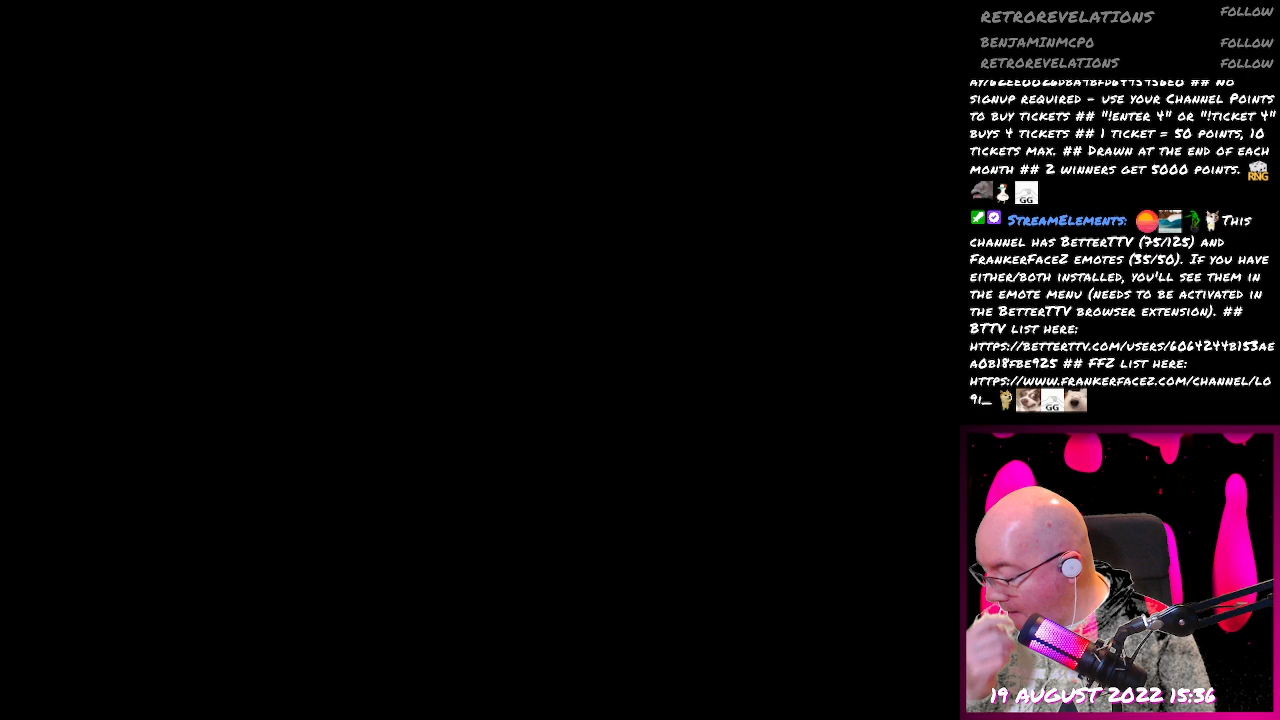 RETROREVELATIONS FOLLOW
BENJAMINMCPO FOLLOW
RETROREVELATIONS FOLLOW
## NO
SIGNUP REQUIRED - USE YOUR CHANNEL POINTS
TO BUY TICKETS ## "!ENTER 4" OR "!TICKET 4"
BUYS 4 TICKETS ## 1 TICKET = 50 POINTS, 10
TICKETS MAX. ## DRAWN AT THE END OF EACH
MONTH ## 2 WINNERS GET 5000 POINTS. RNG
GG
STREAMELEMENTS: THIS
CHANNEL HAS BETTERTTV (75/125) AND
FRANKERFACEZ EMOTES (35/50). IF YOU HAVE
EITHER/BOTH INSTALLED, YOU'LL SEE THEM IN
THE EMOTE MENU (NEEDS TO BE ACTIVATED IN
THE BETTERTTV BROWSER EXTENSION). ##
BTTV LIST HERE:
HTTPS://BETTERTTV.COM/USERS/6064244B153AE
A0B18FBE925 ## FFZ LIST HERE:
HTTPS://WWW.FRANKERFACEZ.COM/CHANNEL/LO
9I_ GG
19 AUGUST 2022 15:36